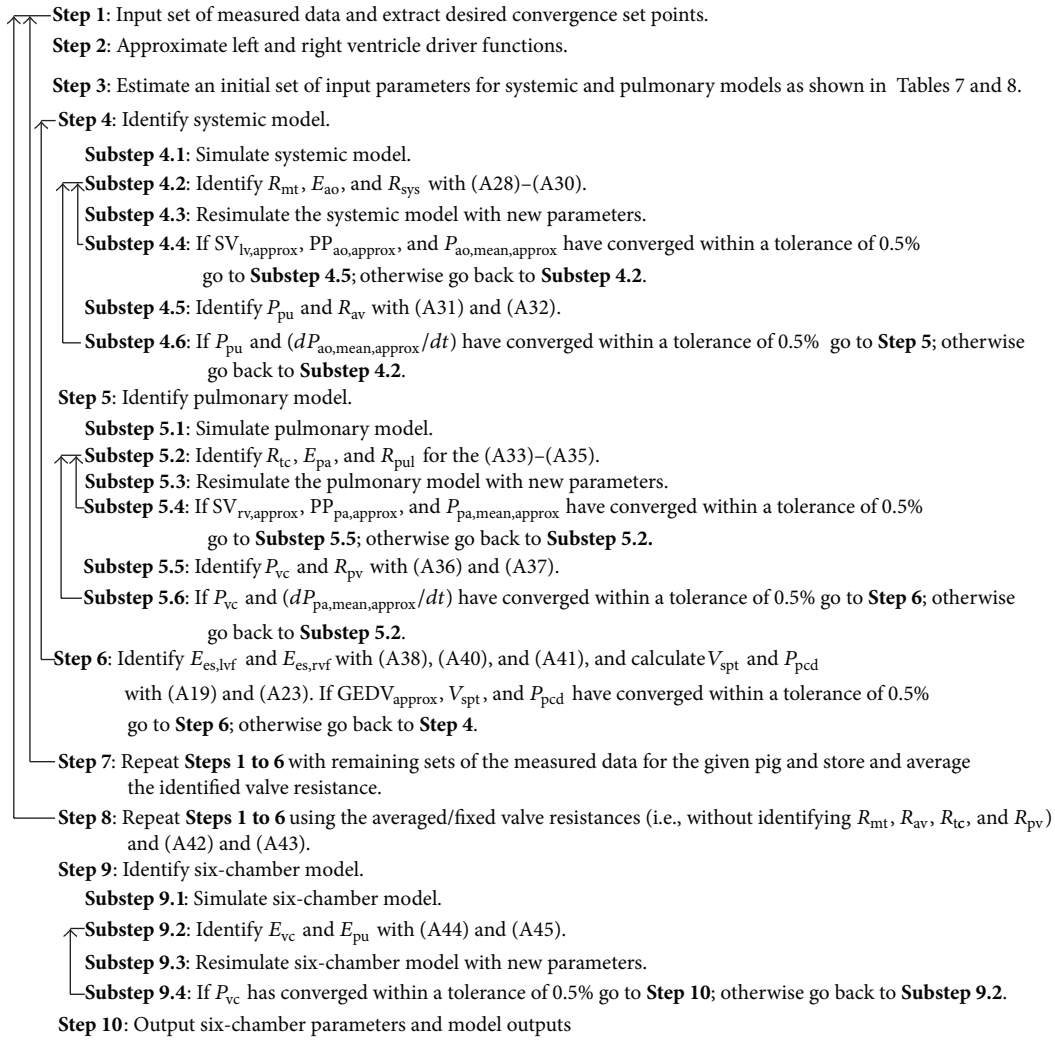 Step 1: Input set of measured data and extract desired convergence set points.
Step 2: Approximate left and right ventricle driver functions.
Step 3: Estimate an initial set of input parameters for systemic and pulmonary models as shown in Tables 7 and 8.
Step 4: Identify systemic model.
Substep 4.1: Simulate systemic model.
Substep 4.2: Identify R_mt, E_ao, and R_sys with (A28)–(A30).
Substep 4.3: Resimulate the systemic model with new parameters.
Substep 4.4: If SV_lv,approx, PP_ao,approx, and P_ao,mean,approx have converged within a tolerance of 0.5%
go to Substep 4.5; otherwise go back to Substep 4.2.
Substep 4.5: Identify P_pu and R_av with (A31) and (A32).
Substep 4.6: If P_pu and (dP_ao,mean,approx/dt) have converged within a tolerance of 0.5% go to Step 5; otherwise
go back to Substep 4.2.
Step 5: Identify pulmonary model.
Substep 5.1: Simulate pulmonary model.
Substep 5.2: Identify R_tc, E_pa, and R_pul for the (A33)–(A35).
Substep 5.3: Resimulate the pulmonary model with new parameters.
Substep 5.4: If SV_rv,approx, PP_pa,approx, and P_pa,mean,approx have converged within a tolerance of 0.5%
go to Substep 5.5; otherwise go back to Substep 5.2.
Substep 5.5: Identify P_vc and R_pv with (A36) and (A37).
Substep 5.6: If P_vc and (dP_pa,mean,approx/dt) have converged within a tolerance of 0.5% go to Step 6; otherwise
go back to Substep 5.2.
Step 6: Identify E_es,lvf and E_es,rvf with (A38), (A40), and (A41), and calculate V_spt and P_pcd
with (A19) and (A23). If GEDV_approx, V_spt, and P_pcd have converged within a tolerance of 0.5%
go to Step 6; otherwise go back to Step 4.
Step 7: Repeat Steps 1 to 6 with remaining sets of the measured data for the given pig and store and average
the identified valve resistance.
Step 8: Repeat Steps 1 to 6 using the averaged/fixed valve resistances (i.e., without identifying R_mt, R_av, R_tc, and R_pv)
and (A42) and (A43).
Step 9: Identify six-chamber model.
Substep 9.1: Simulate six-chamber model.
Substep 9.2: Identify E_vc and E_pu with (A44) and (A45).
Substep 9.3: Resimulate six-chamber model with new parameters.
Substep 9.4: If P_vc has converged within a tolerance of 0.5% go to Step 10; otherwise go back to Substep 9.2.
Step 10: Output six-chamber parameters and model outputs